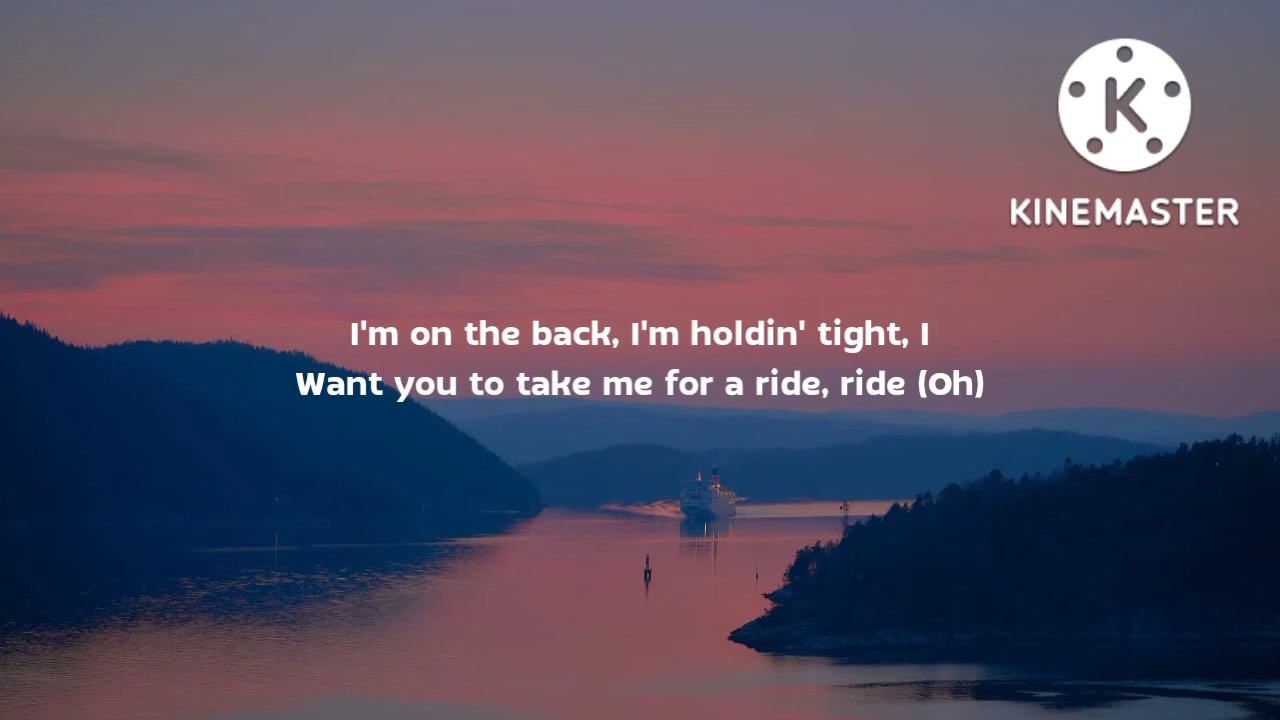 K
KINEMASTER
I'm on the back, I'm holdin' tight, I
Want you to take me for a ride, ride (Oh)